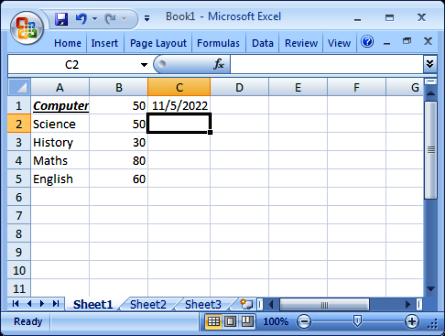 Book1 - Microsoft Excel
Home Insert Page Layout Formulas Data Review View
C2 fx
A B C D E F G
1 Computer 50 11/5/2022
2 Science 50
3 History 30
4 Maths 80
5 English 60
6
7
8
9
10
11
Sheet1 Sheet2 Sheet3
Ready 100%